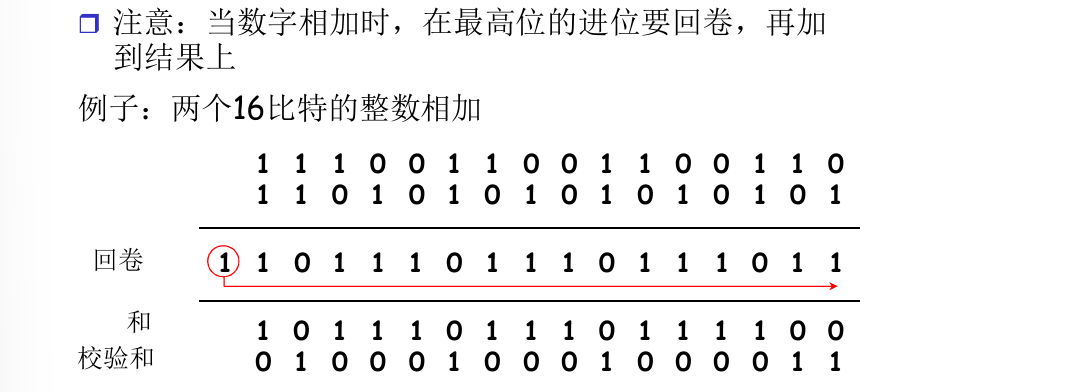 注意：当数字相加时，在最高位的进位要回卷，再加
到结果上
例子：两个16比特的整数相加
1 1 1 0 0 1 1 0 0 1 1 0 0 1 1 0
1 1 0 1 0 1 0 1 0 1 0 1 0 1 0 1
回卷 1 1 0 1 1 1 0 1 1 1 0 1 1 1 0 1 1
和 1 0 1 1 1 0 1 1 1 0 1 1 1 1 0 0
校验和 0 1 0 0 0 1 0 0 0 1 0 0 0 0 1 1